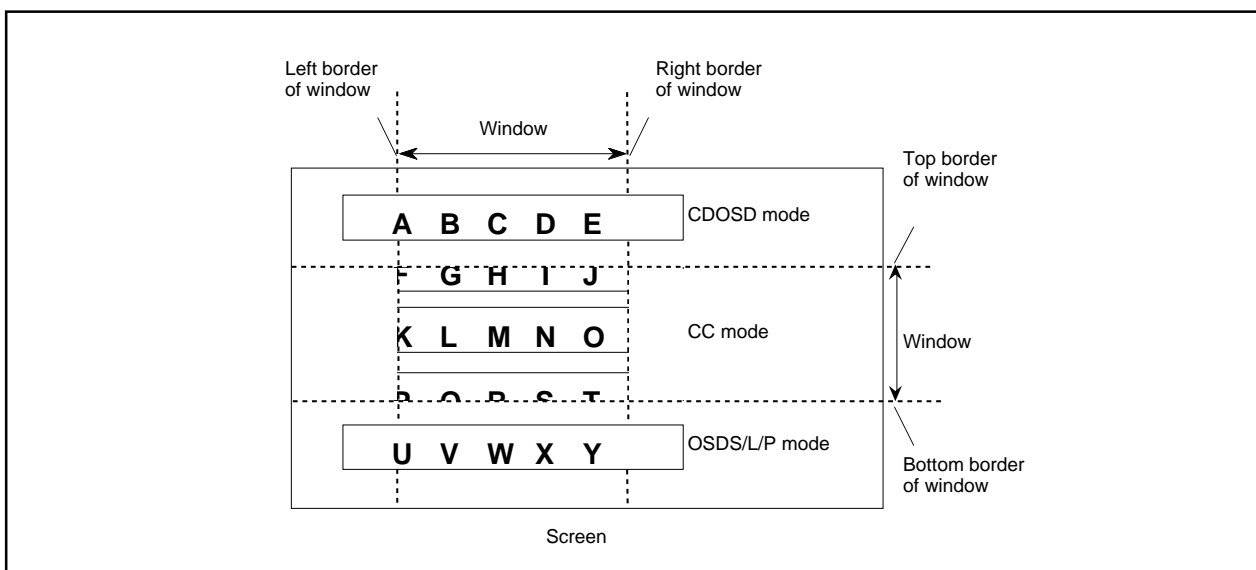 Left border
of window
Right border
of window
Window
Top border
of window
A B C D E
CDOSD mode
F G H I J
K L M N O
CC mode
Window
P Q R S T
U V W X Y
OSDS/L/P mode
Bottom border
of window
Screen